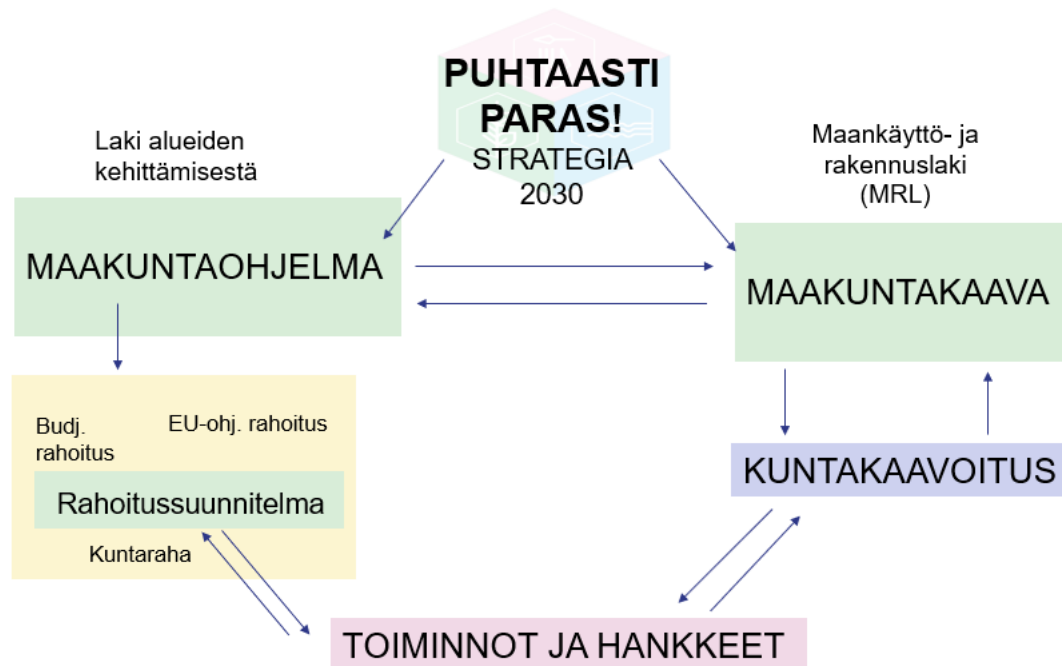 PUHTAASTI
PARAS!
STRATEGIA
2030
Laki alueiden
kehittämisestä
Maankäyttö- ja
rakennuslaki
(MRL)
MAAKUNTAOHJELMA
MAAKUNTAKAAVA
Budj.
rahoitus
EU-ohj. rahoitus
Rahoitussuunnitelma
Kuntaraha
KUNTAKAAVOITUS
TOIMINNOT JA HANKKEET